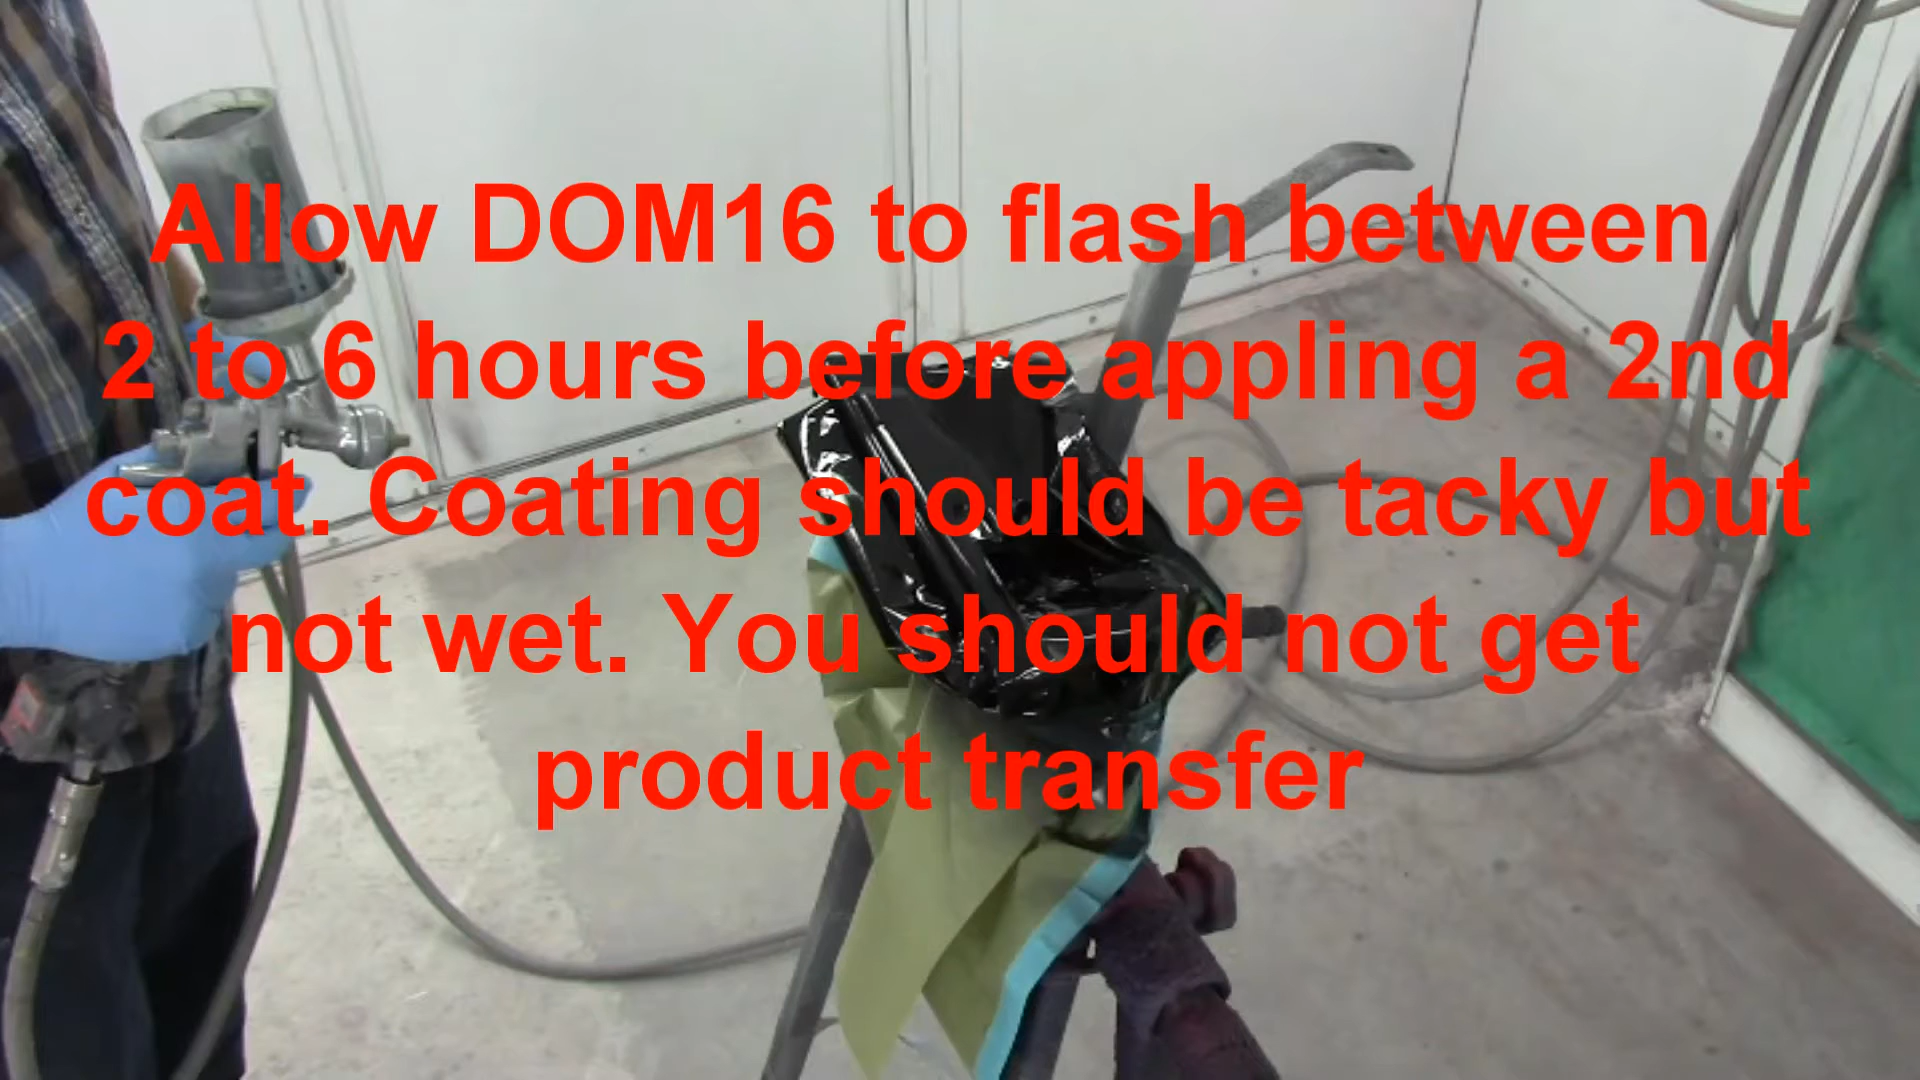 Allow DOM16 to flash between
2 to 6 hours before appling a 2nd
coat. Coating should be tacky but
not wet. You should not get
product transfer